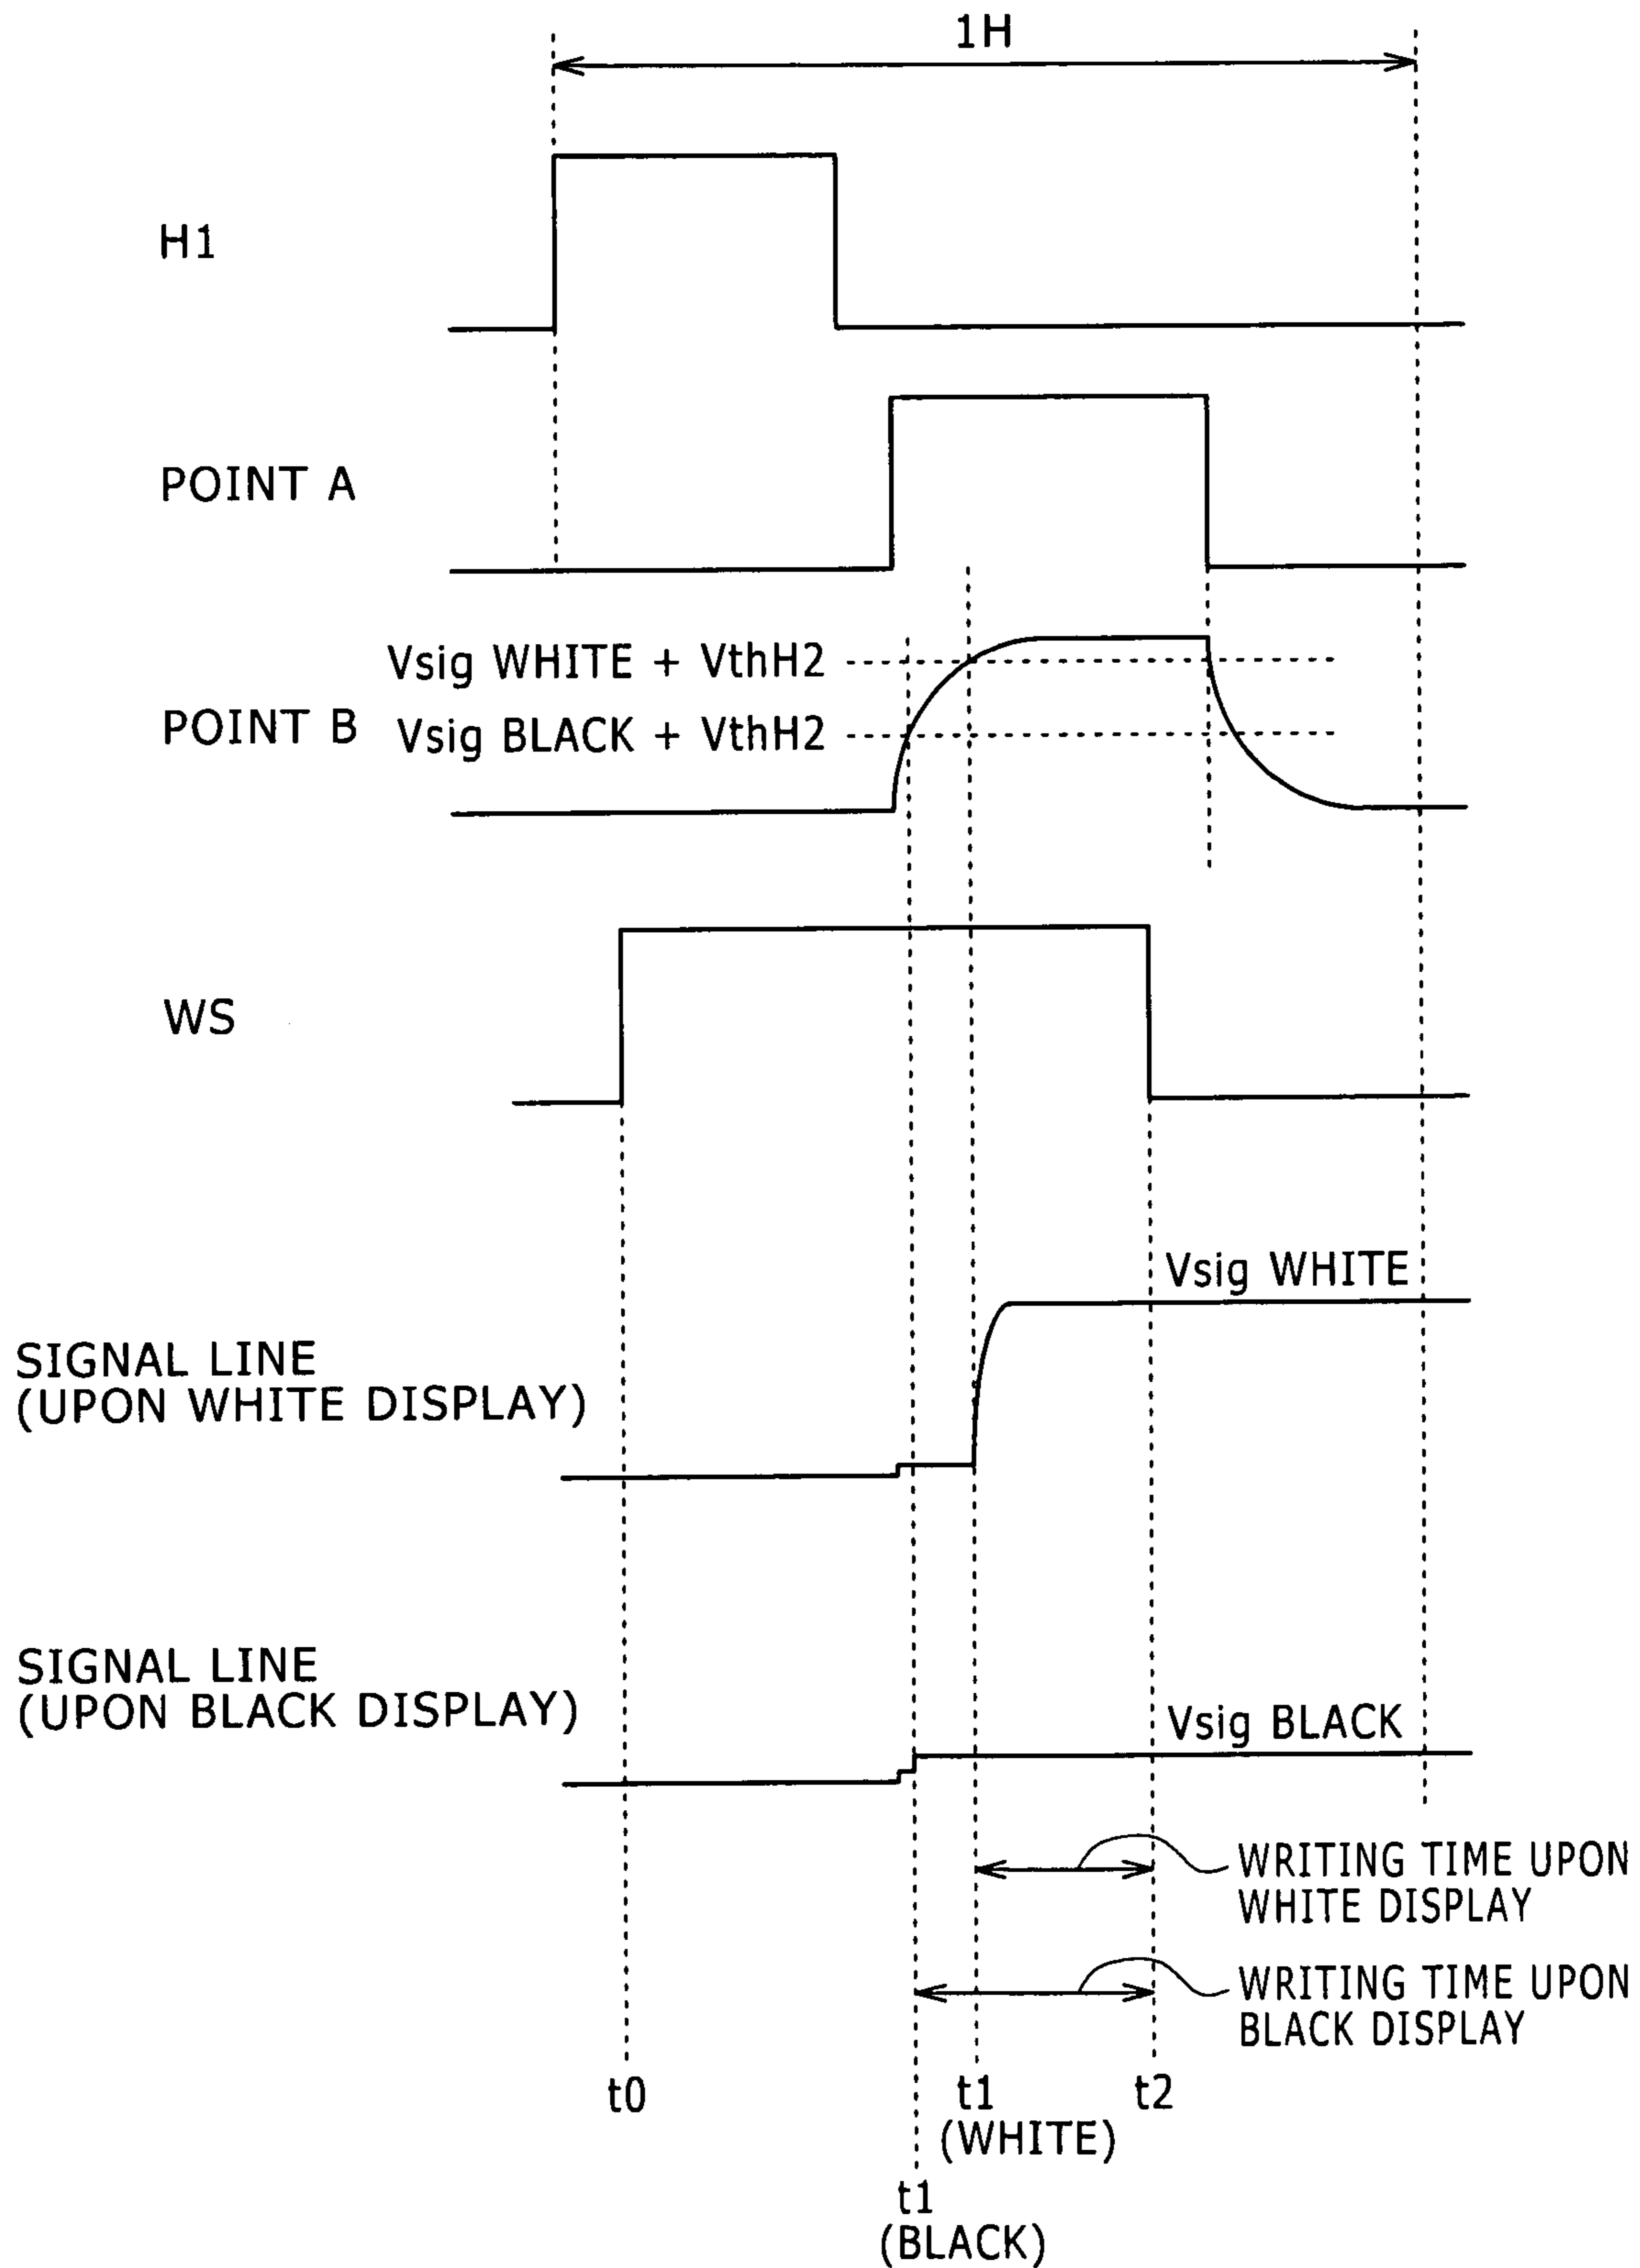 1H
H1
POINT A
Vsig WHITE + VthH2
POINT B
Vsig BLACK + VthH2
WS
Vsig WHITE
SIGNAL LINE
(UPON WHITE DISPLAY)
SIGNAL LINE
(UPON BLACK DISPLAY)
Vsig BLACK
WRITING TIME UPON
WHITE DISPLAY
WRITING TIME UPON
BLACK DISPLAY
t0
t1
(WHITE)
t2
t1
(BLACK)